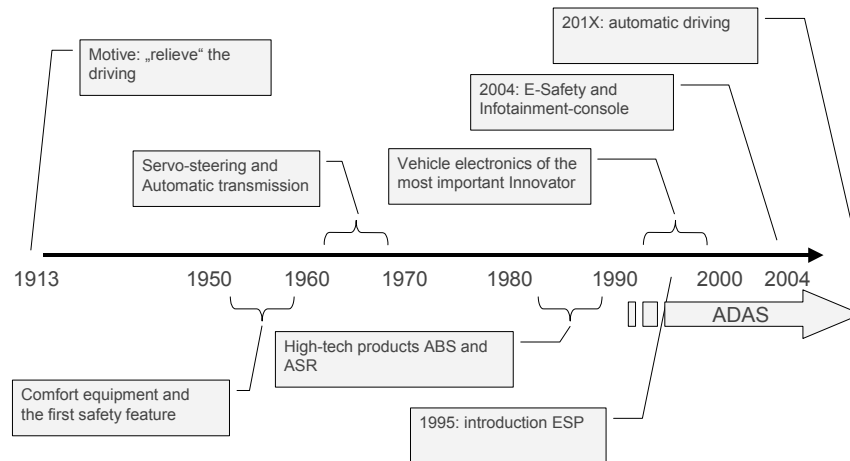 201X: automatic driving
Motive: „relieve“ the
driving
2004: E-Safety and
Infotainment-console
Servo-steering and
Automatic transmission
Vehicle electronics of the
most important Innovator
1913
1950
1960
1970
1980
1990
2000
2004
ADAS
High-tech products ABS and
ASR
Comfort equipment and
the first safety feature
1995: introduction ESP